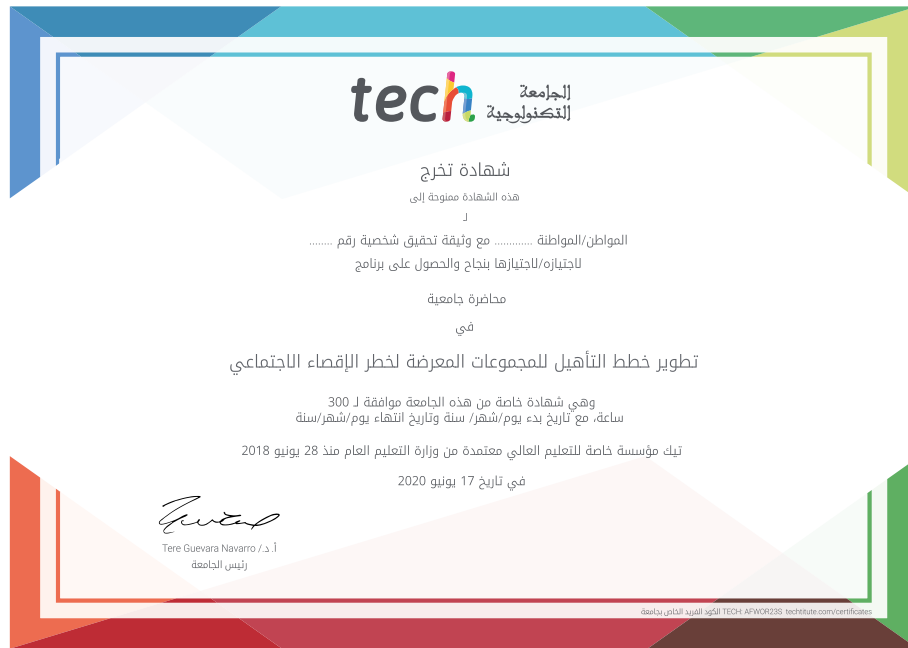 tech
الجامعة
التكنولوجية
شهادة تخرج
هذه الشهادة ممنوحة إلى
لـ
المواطن/المواطنة ............. مع وثيقة تحقيق شخصية رقم ........
لاجتيازه/لاجتيازها بنجاح والحصول على برنامج
محاضرة جامعية
في
تطوير خطط التأهيل للمجموعات المعرضة لخطر الإقصاء الاجتماعي
وهي شهادة خاصة من هذه الجامعة موافقة لـ 300
ساعة، مع تاريخ بدء يوم/شهر/ سنة وتاريخ انتهاء يوم/شهر/سنة
تيك مؤسسة خاصة للتعليم العالي معتمدة من وزارة التعليم العام منذ 28 يونيو 2018
في تاريخ 17 يونيو 2020
أ. د./ Tere Guevara Navarro
رئيس الجامعة
الكود الفريد الخاص بجامعة TECH: AFWOR23S techtitute.com/certificates